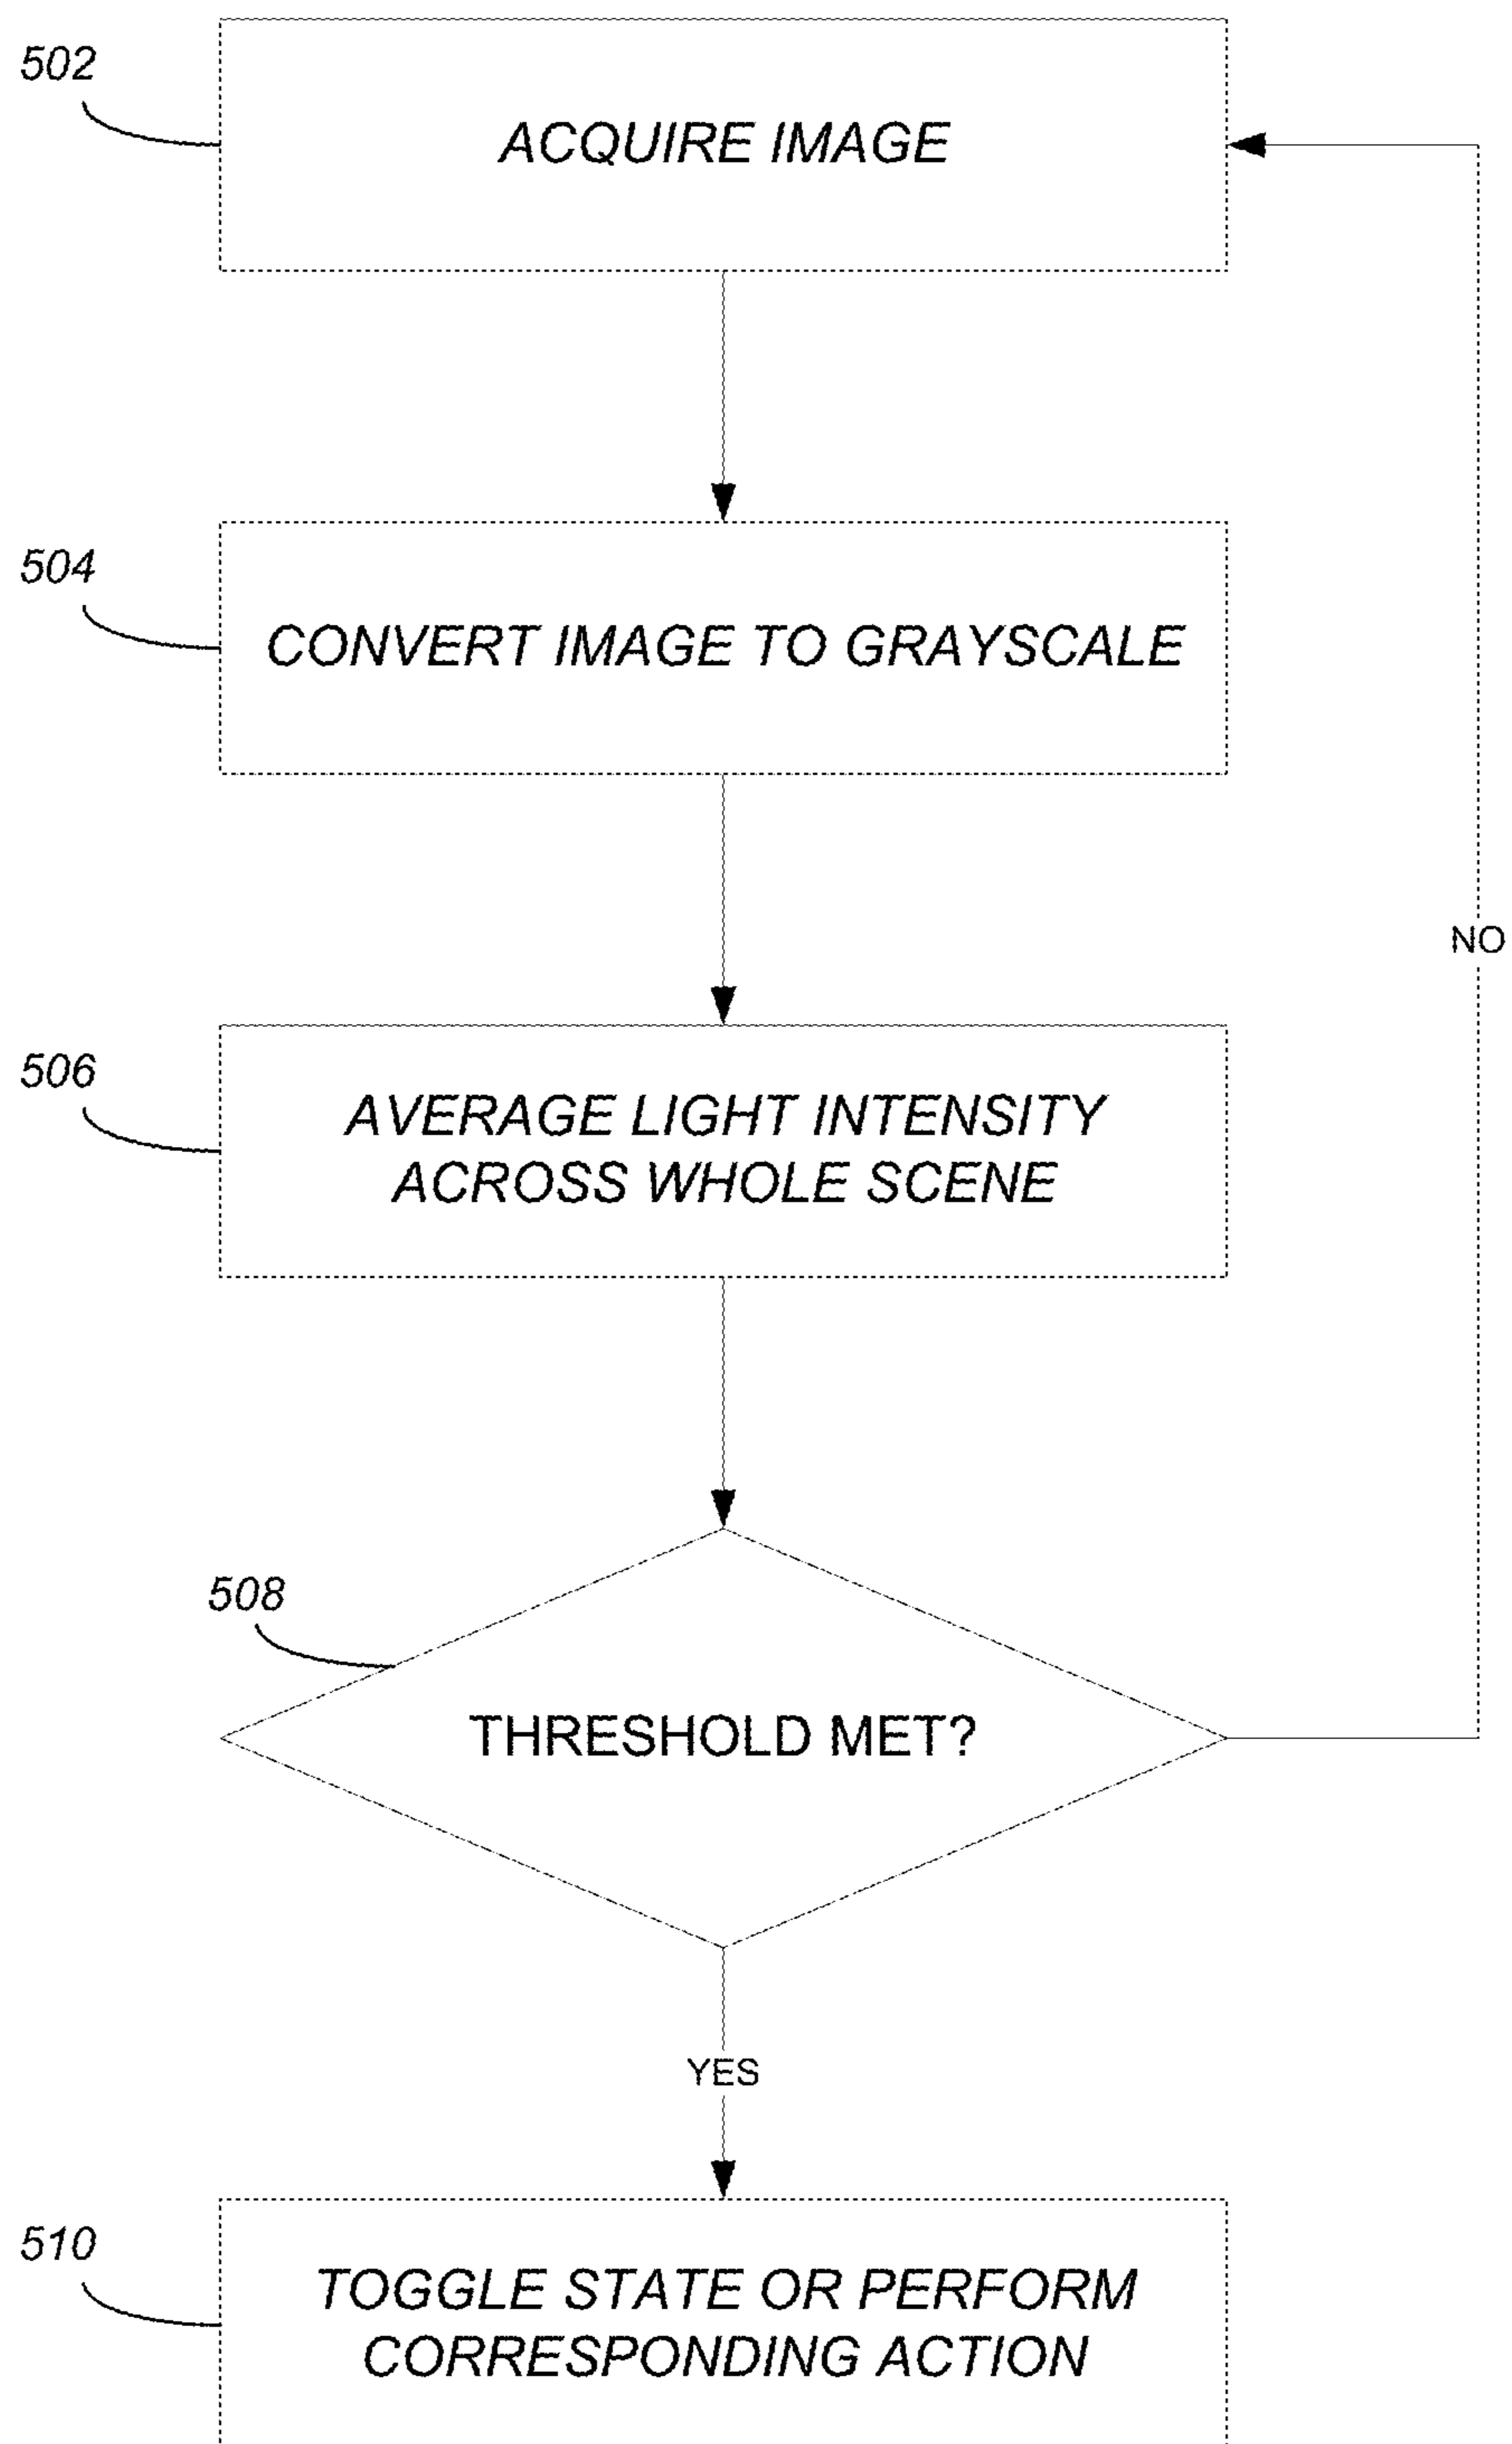 502
ACQUIRE IMAGE
504
CONVERT IMAGE TO GRAYSCALE
NO
506
AVERAGE LIGHT INTENSITY
ACROSS WHOLE SCENE
508
THRESHOLD MET?
YES
510
TOGGLE STATE OR PERFORM
CORRESPONDING ACTION